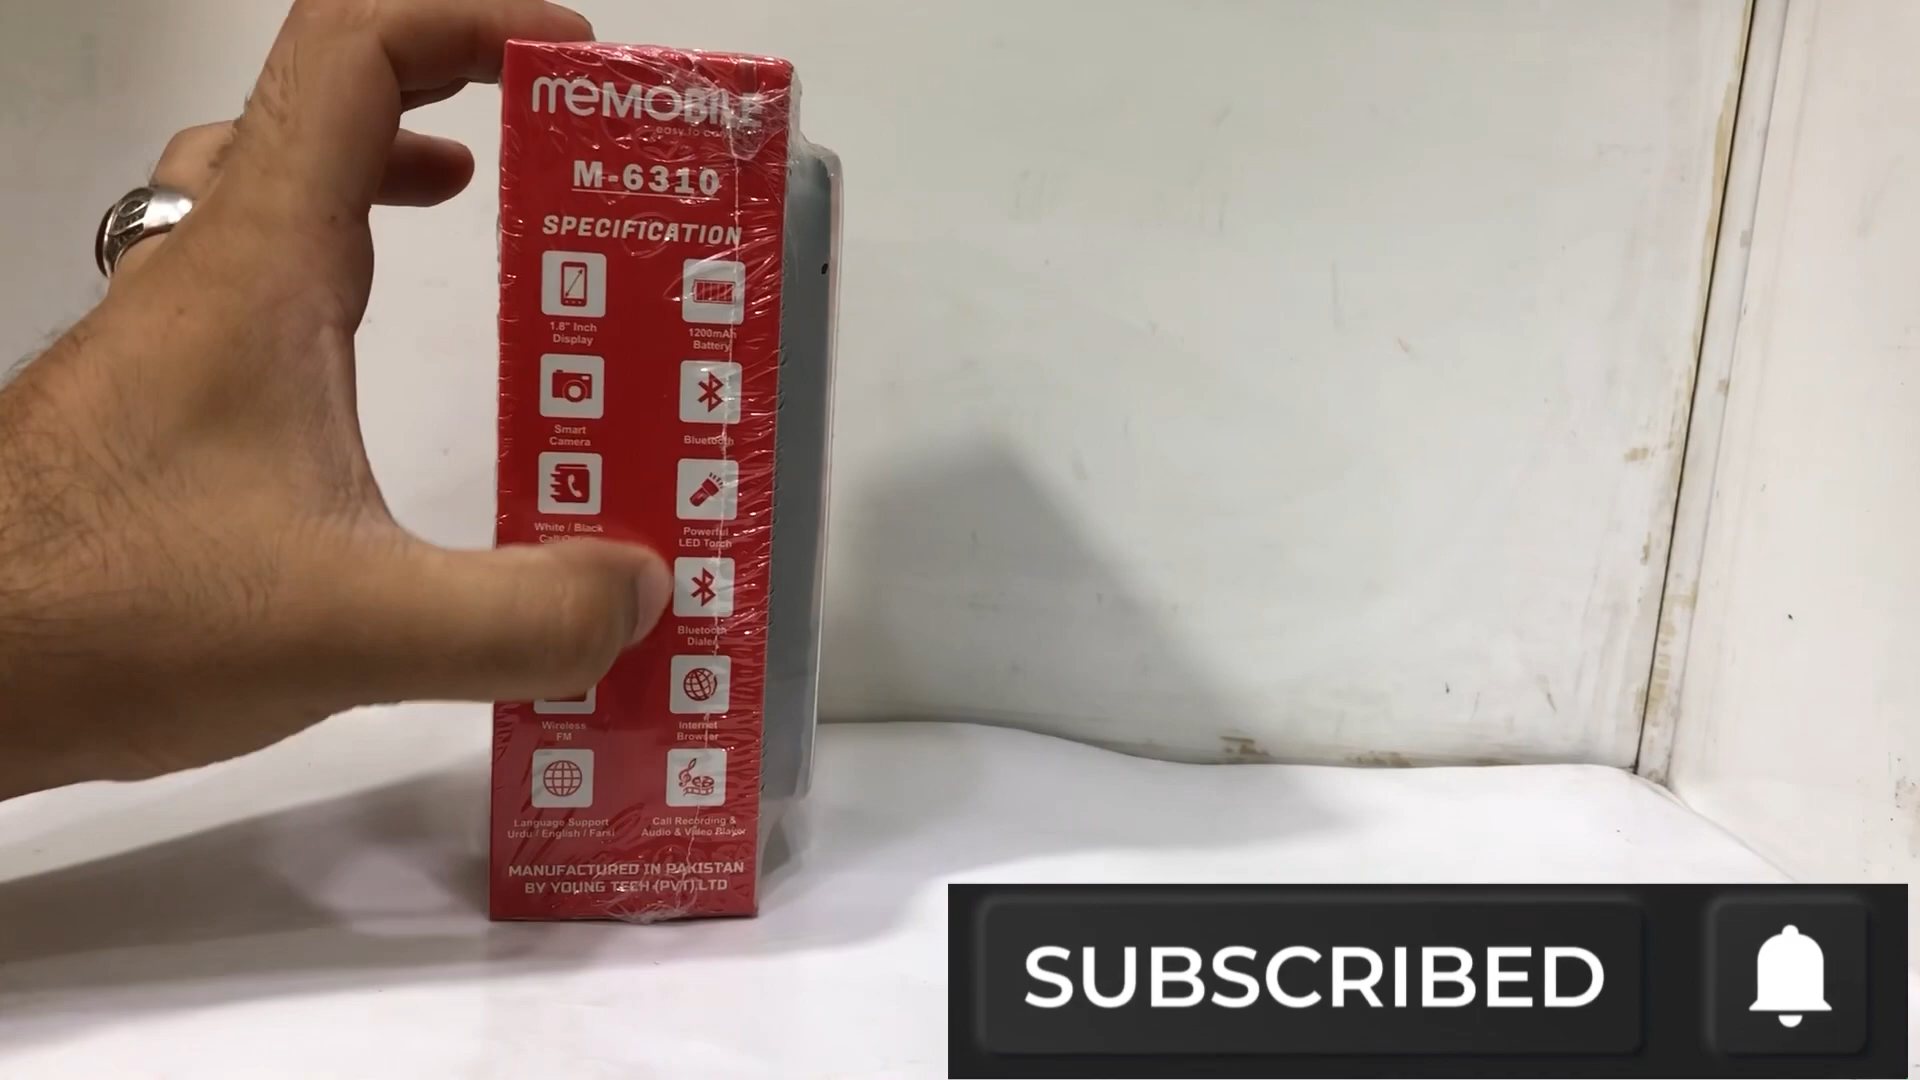 meMOBILE
easy to
M-6310
SPECIFICATION
1.8" Inch
Display
1200mAh
Battery
Smart
Camera
Bluetooth
White / Black
Powerful
LED Torch
Bluetooth
Dialer
Wireless
FM
Internet
Browser
Language Support
Urdu / English / Farsi
Call Recording &
Audio & Video Player
MANUFACTURED IN PAKISTAN
BY YOUNG TECH (PVT) LTD
SUBSCRIBED